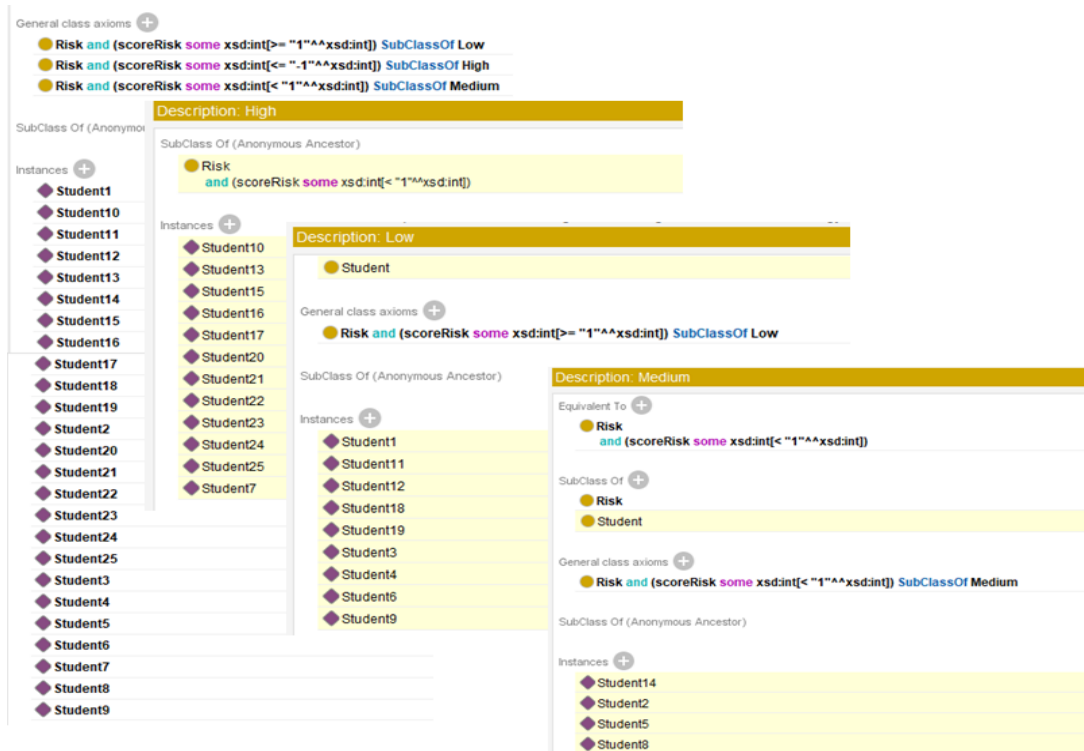 General class axioms
Risk and (scoreRisk some xsd:int[>= "1"^^xsd:int]) SubClassOf Low
Risk and (scoreRisk some xsd:int[<= "-1"^^xsd:int]) SubClassOf High
Risk and (scoreRisk some xsd:int[< "1"^^xsd:int]) SubClassOf Medium
SubClass Of (Anonymo
Instances
Student1
Student10
Student11
Student12
Student13
Student14
Student15
Student16
Student17
Student18
Student19
Student2
Student20
Student21
Student22
Student23
Student24
Student25
Student3
Student4
Student5
Student6
Student7
Student8
Student9
Description: High
SubClass Of (Anonymous Ancestor)
Risk
and (scoreRisk some xsd:int[< "1"^^xsd:int])
Instances
Student10
Student13
Student15
Student16
Student17
Student20
Student21
Student22
Student23
Student24
Student25
Student7
Description: Low
Student
General class axioms
Risk and (scoreRisk some xsd:int[>= "1"^^xsd:int]) SubClassOf Low
SubClass Of (Anonymous Ancestor)
Instances
Student1
Student11
Student12
Student18
Student19
Student3
Student4
Student6
Student9
Description: Medium
Equivalent To
Risk
and (scoreRisk some xsd:int[< "1"^^xsd:int])
SubClass Of
Risk
Student
General class axioms
Risk and (scoreRisk some xsd:int[< "1"^^xsd:int]) SubClassOf Medium
SubClass Of (Anonymous Ancestor)
Instances
Student14
Student2
Student5
Student8